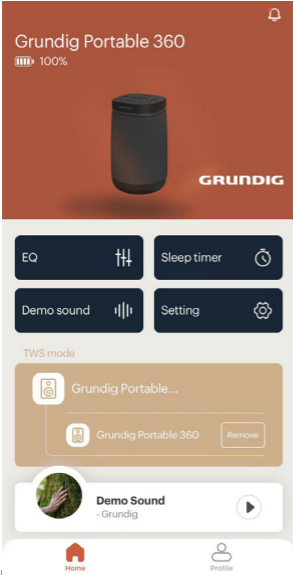 Grundig Portable 360
100%
GRUNDIG
EQ
Sleep timer
Demo sound
Setting
TWS mode
Grundig Portable...
Grundig Portable 360
Remove
Demo Sound
- Grundig
Home
Profile